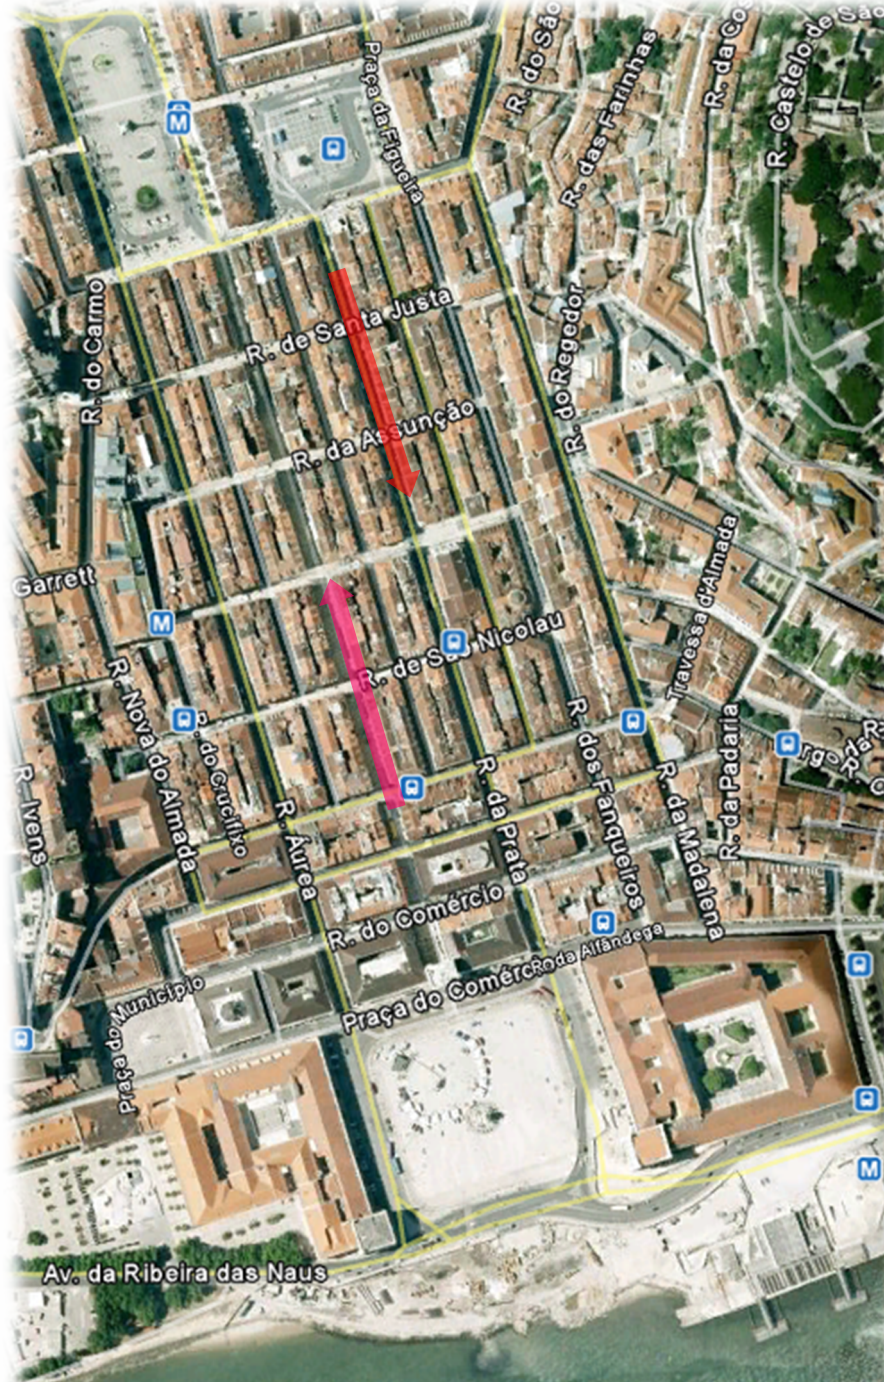 R. do São
R. das Farinhas
R. da Cos
R. Castelo de São
M
Praça da Figueira
R. do Carmo
R. de Santa Justa
R. do Regedor
R. da Assunção
Garrett
M
Travessa d'Almada
R. de São Nicolau
R. Nova do Almada
R. do Crucifixo
R. Ivens
R. Áurea
R. da Prata
R. dos Fanqueiros
R. da Madalena
R. da Padaria
R. do Comércio
R. da Alfândega
Praça do Comércio
Praça do Município
M
Av. da Ribeira das Naus